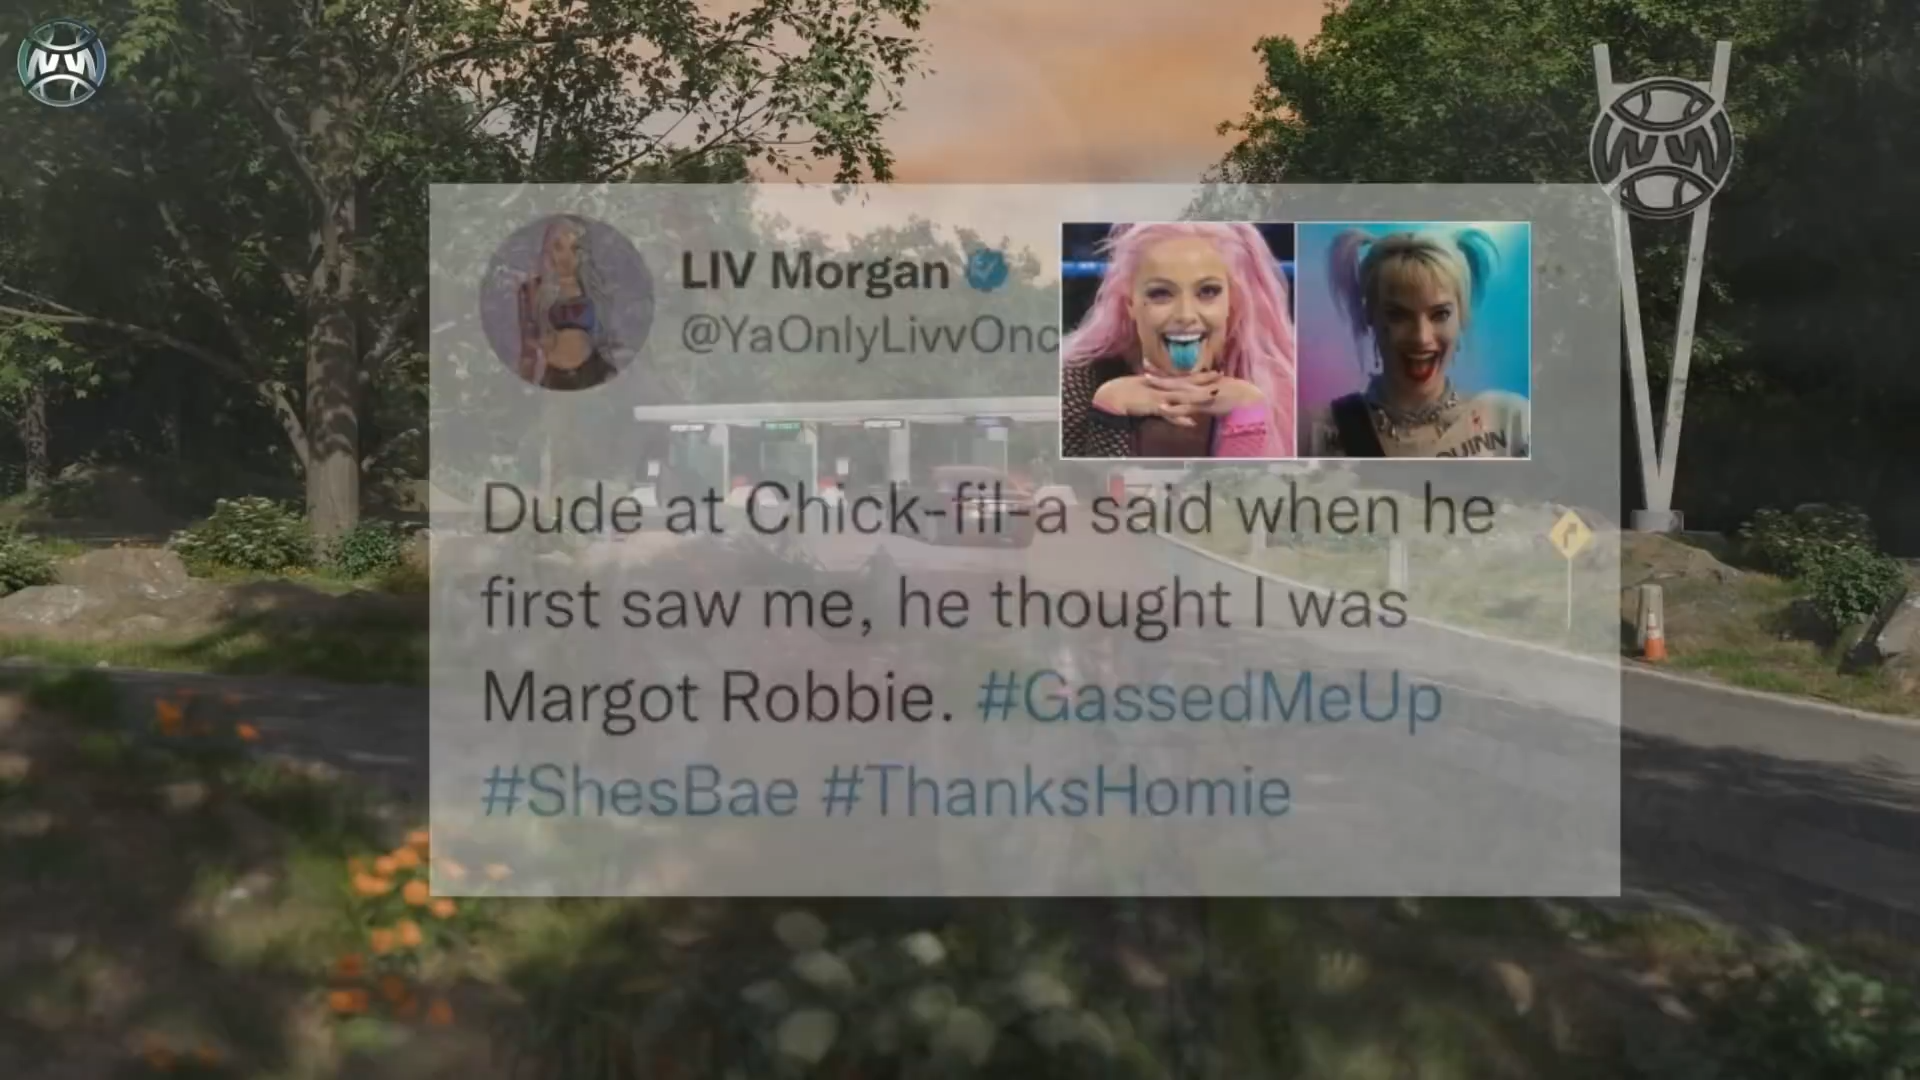 LIV Morgan
@YaOnlyLivvOnc
QUINN
Dude at Chick-fil-a said when he
first saw me, he thought I was
Margot Robbie. #GassedMeUp
#ShesBae #ThanksHomie